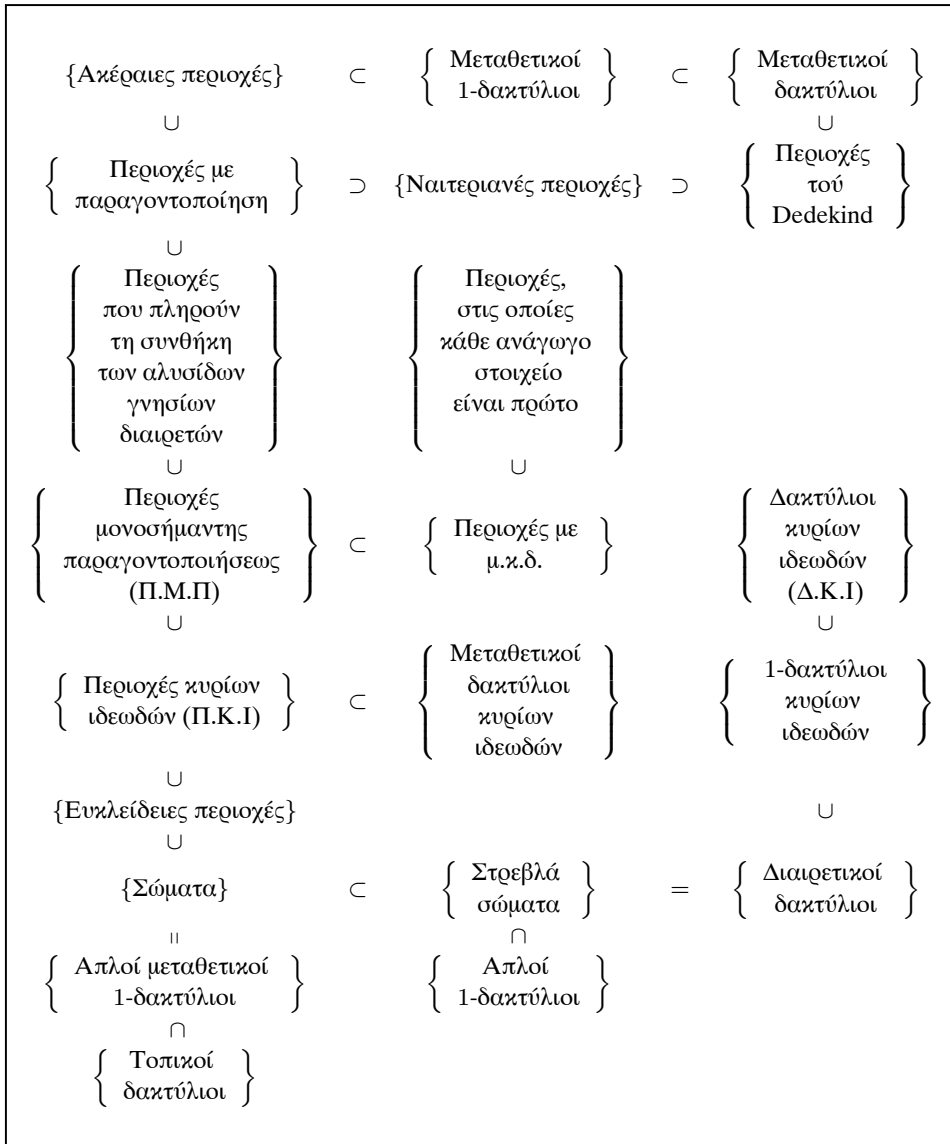 {Ακέραιες περιοχές} ⊂ { Μεταθετικοί 1-δακτύλιοι } ⊂ { Μεταθετικοί δακτύλιοι }
∪ ∪
{ Περιοχές με παραγοντοποίηση } ⊃ {Ναιτεριανές περιοχές} ⊃ { Περιοχές τού Dedekind }
∪
{ Περιοχές που πληρούν τη συνθήκη των αλυσίδων γνησίων διαιρετών } { Περιοχές, στις οποίες κάθε ανάγωγο στοιχείο είναι πρώτο }
∪ ∪
{ Περιοχές μονοσήμαντης παραγοντοποιήσεως (Π.Μ.Π) } ⊂ { Περιοχές με μ.κ.δ. } { Δακτύλιοι κυρίων ιδεωδών (Δ.Κ.Ι) }
∪ ∪
{ Περιοχές κυρίων ιδεωδών (Π.Κ.Ι) } ⊂ { Μεταθετικοί δακτύλιοι κυρίων ιδεωδών } { 1-δακτύλιοι κυρίων ιδεωδών }
∪
{Ευκλείδειες περιοχές} ∪
∪
{Σώματα} ⊂ { Στρεβλά σώματα } = { Διαιρετικοί δακτύλιοι }
= ∩
{ Απλοί μεταθετικοί 1-δακτύλιοι } { Απλοί 1-δακτύλιοι }
∩
{ Τοπικοί δακτύλιοι }